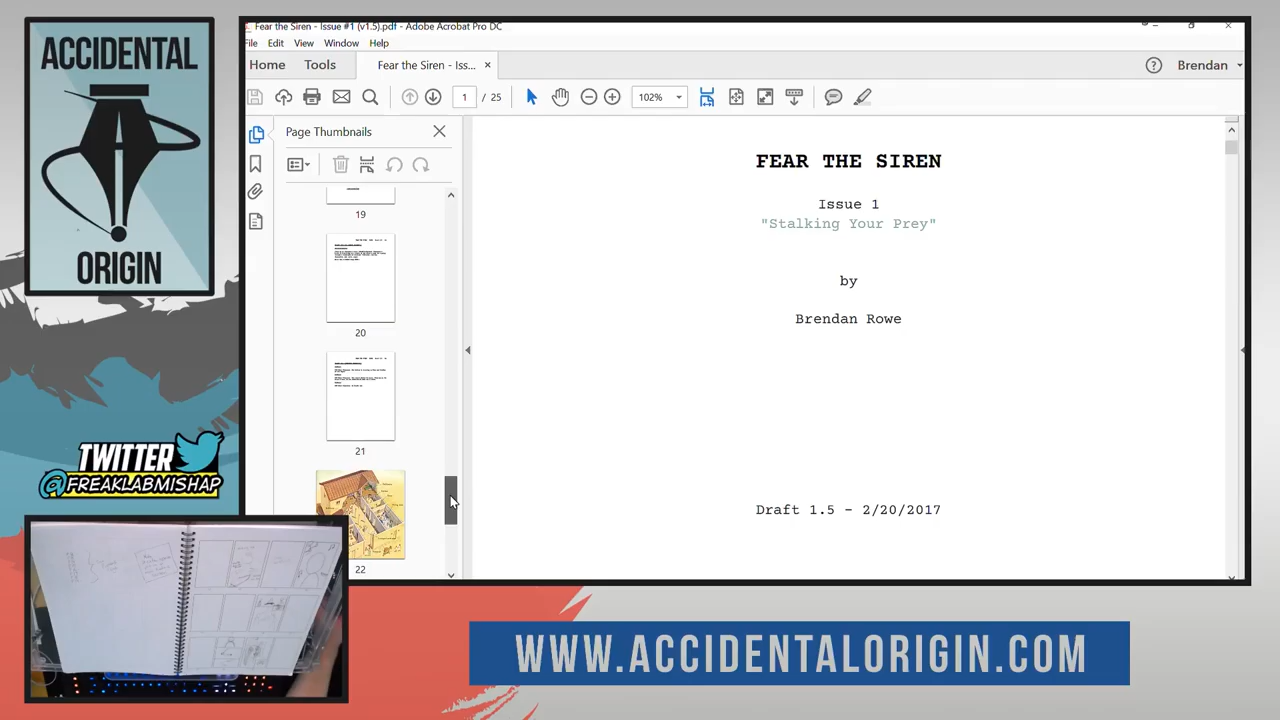 ACCIDENTAL
ORIGIN
TWITTER
@FREAKLABMISHAP
Fear the Siren - Issue #1 (v1.5).pdf - Adobe Acrobat Pro DC
File Edit View Window Help
Home Tools Fear the Siren - Iss... × Brendan
1 / 25 102%
Page Thumbnails
19
20
21
22
FEAR THE SIREN
Issue 1
"Stalking Your Prey"
by
Brendan Rowe
Draft 1.5 - 2/20/2017
WWW.ACCIDENTALORIGIN.COM